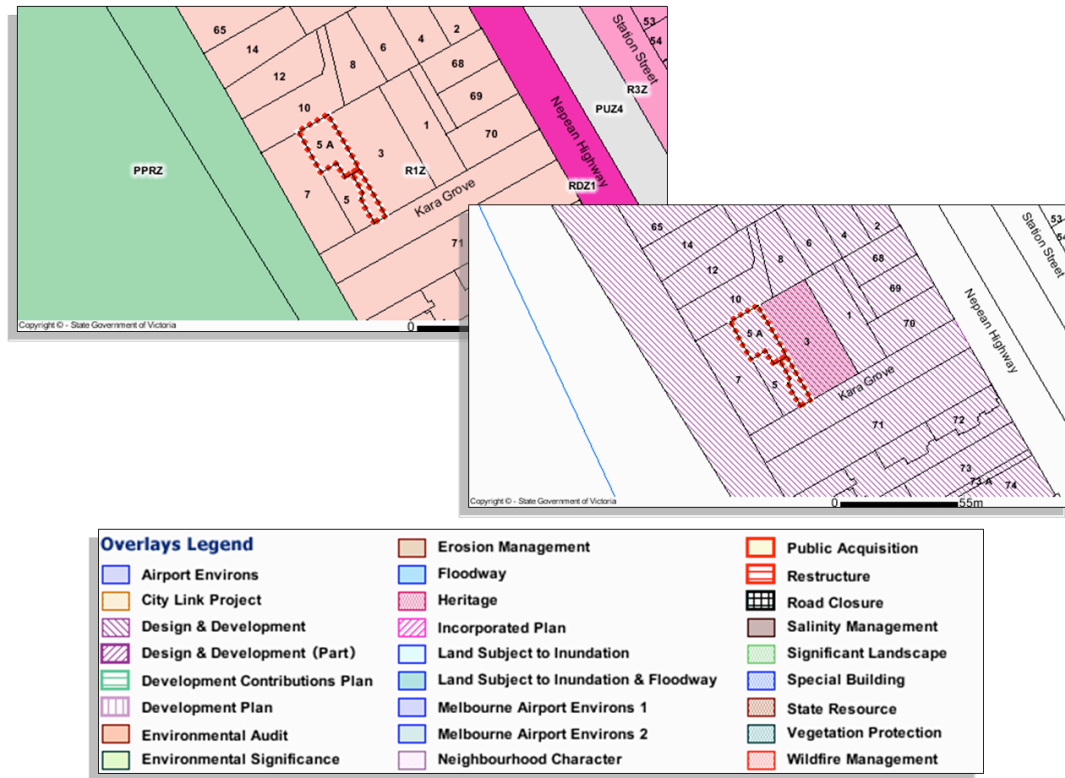 65
14
12
10
8
6
4
2
53
54
Station Street
R3Z
PUZ4
68
69
70
1
3
5 A
5
7
R1Z
PPRZ
Nepean Highway
RDZ1
Kara Grove
71
Copyright © - State Government of Victoria
0
65
14
12
10
8
6
4
2
53
54
Station Street
68
69
70
1
3
5 A
5
7
Nepean Highway
Kara Grove
71
72
73
73 A
74
Copyright © - State Government of Victoria
0
55m
Overlays Legend
Airport Environs
City Link Project
Design & Development
Design & Development (Part)
Development Contributions Plan
Development Plan
Environmental Audit
Environmental Significance
Erosion Management
Floodway
Heritage
Incorporated Plan
Land Subject to Inundation
Land Subject to Inundation & Floodway
Melbourne Airport Environs 1
Melbourne Airport Environs 2
Neighbourhood Character
Public Acquisition
Restructure
Road Closure
Salinity Management
Significant Landscape
Special Building
State Resource
Vegetation Protection
Wildfire Management